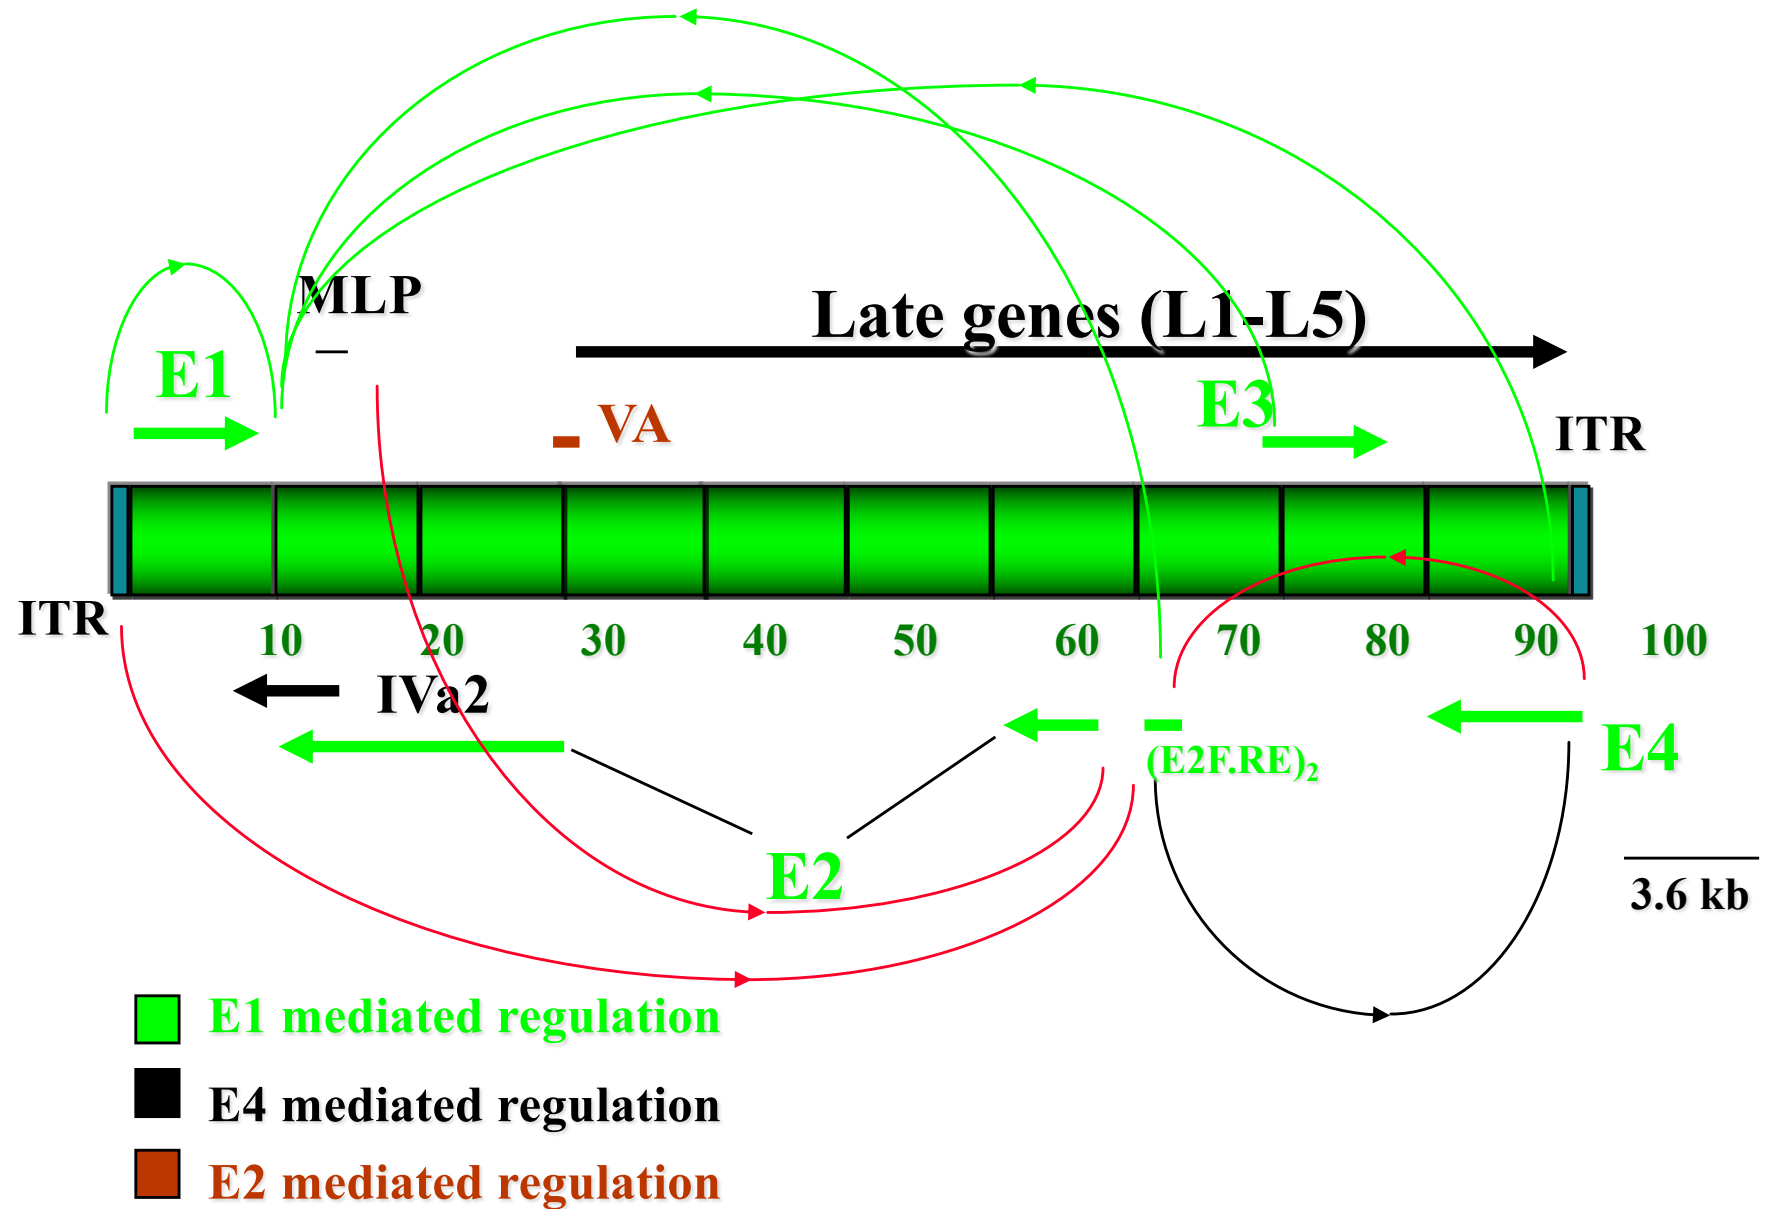 MLP
Late genes (L1-L5)
E1
E3
VA
ITR
ITR
10 20 30 40 50 60 70 80 90 100
IVa2
(E2F.RE)2
E4
E2
3.6 kb
E1 mediated regulation
E4 mediated regulation
E2 mediated regulation